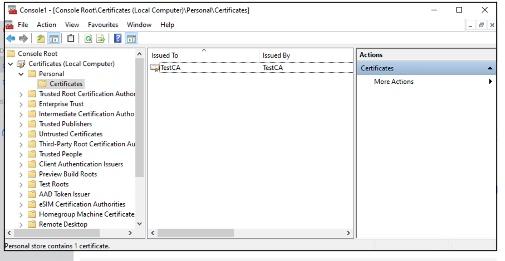 Console1 - [Console Root\Certificates (Local Computer)\Personal\Certificates]
File Action View Favourites Window Help
Console Root
Certificates (Local Computer)
Personal
Certificates
Trusted Root Certification Author
Enterprise Trust
Intermediate Certification Autho
Trusted Publishers
Untrusted Certificates
Third-Party Root Certification Au
Trusted People
Client Authentication Issuers
Preview Build Roots
Test Roots
AAD Token Issuer
eSIM Certification Authorities
Homegroup Machine Certificate
Remote Desktop
Issued To Issued By
TestCA TestCA
Actions
Certificates
More Actions
Personal store contains 1 certificate.